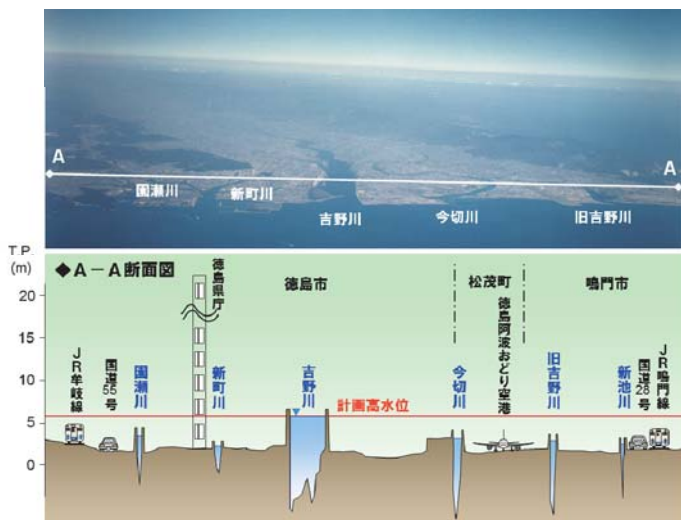 A
A
園瀬川
新町川
吉野川
今切川
旧吉野川
T.P.
(m)
◆A－A断面図
徳島県庁
徳島市
松茂町
鳴門市
20
15
10
5
0
JR牟岐線
国道55号
園瀬川
新町川
吉野川
計画高水位
今切川
徳島阿波おどり空港
旧吉野川
新池川
国道28号
JR鳴門線